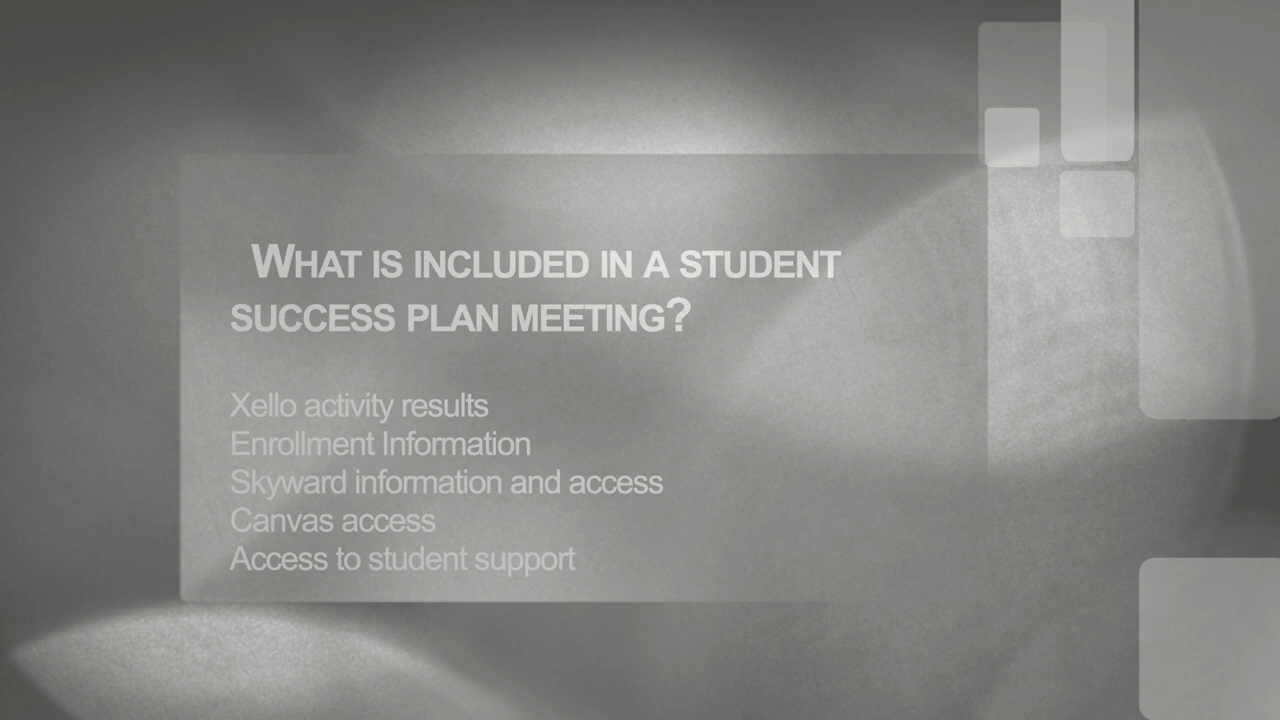 What is included in a student
success plan meeting?
Xello activity results
Enrollment Information
Skyward information and access
Canvas access
Access to student support